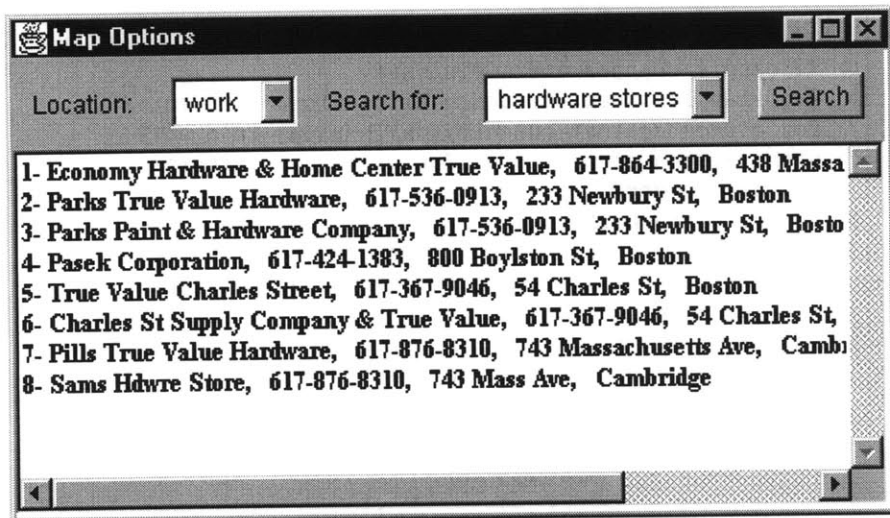 Map Options
Location: work Search for: hardware stores Search
1- Economy Hardware & Home Center True Value, 617-864-3300, 438 Massa
2- Parks True Value Hardware, 617-536-0913, 233 Newbury St, Boston
3- Parks Paint & Hardware Company, 617-536-0913, 233 Newbury St, Bosto
4- Pasek Corporation, 617-424-1383, 800 Boylston St, Boston
5- True Value Charles Street, 617-367-9046, 54 Charles St, Boston
6- Charles St Supply Company & True Value, 617-367-9046, 54 Charles St,
7- Pills True Value Hardware, 617-876-8310, 743 Massachusetts Ave, Camb
8- Sams Hdwre Store, 617-876-8310, 743 Mass Ave, Cambridge